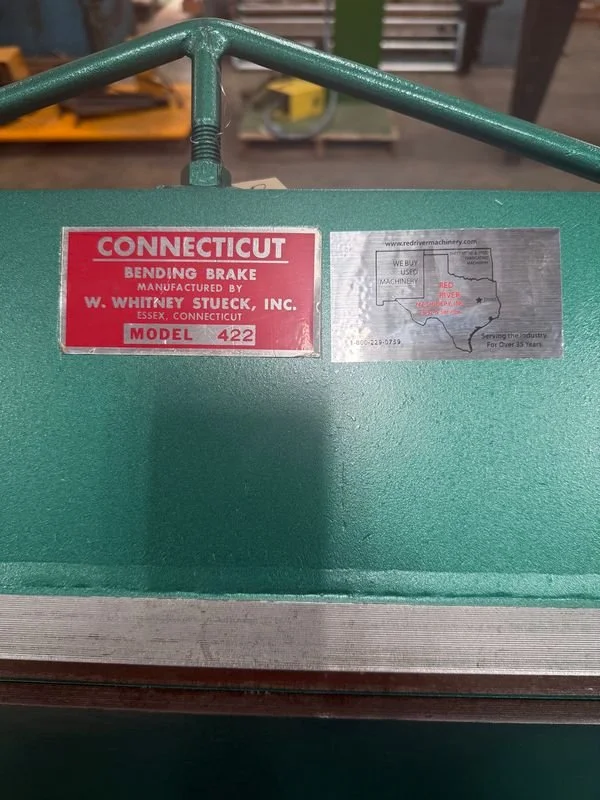 CONNECTICUT
BENDING BRAKE
MANUFACTURED BY
W. WHITNEY STUECK, INC.
ESSEX, CONNECTICUT
MODEL 422
www.redrivermachinery.com
WE BUY
USED
MACHINERY
RED
RIVER
Serving the Industry
For Over 35 Years
1-800-229-0739